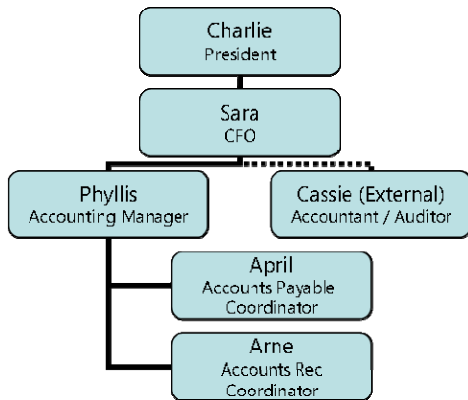 Charlie
President
Sara
CFO
Phyllis
Accounting Manager
Cassie (External)
Accountant / Auditor
April
Accounts Payable
Coordinator
Arne
Accounts Rec
Coordinator